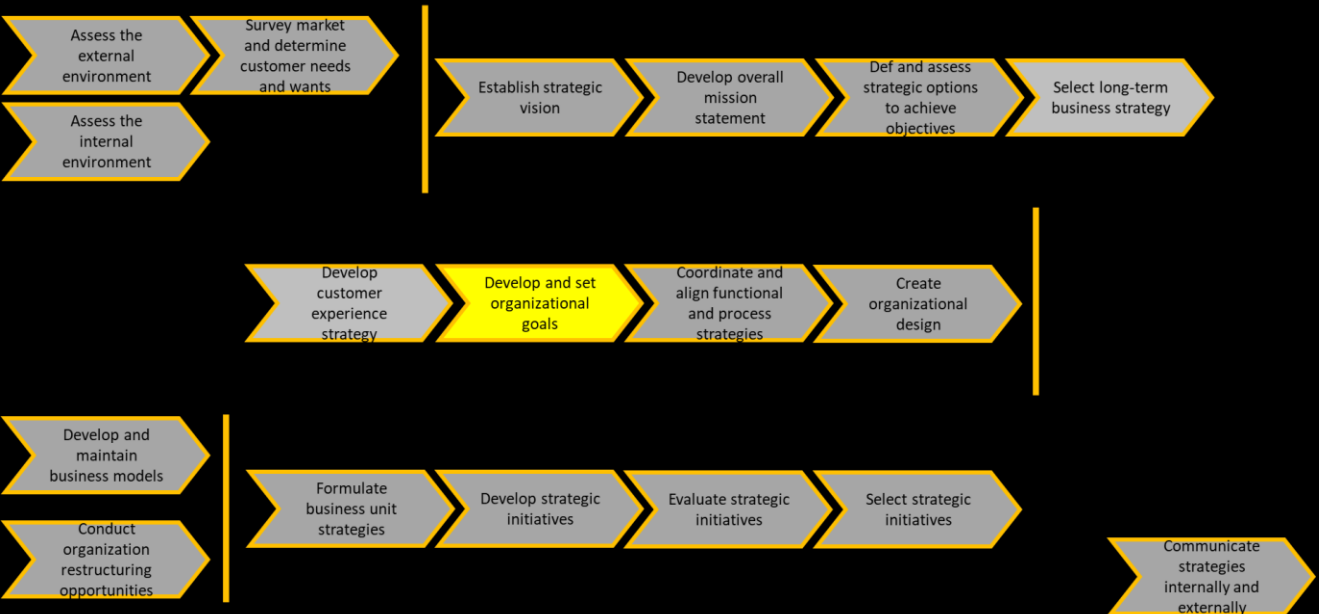 Assess the
external
environment
Survey market
and determine
customer needs
and wants
Assess the
internal
environment
Establish strategic
vision
Develop overall
mission
statement
Def and assess
strategic options
to achieve
objectives
Select long-term
business strategy
Develop
customer
experience
strategy
Develop and set
organizational
goals
Coordinate and
align functional
and process
strategies
Create
organizational
design
Develop and
maintain
business models
Conduct
organization
restructuring
opportunities
Formulate
business unit
strategies
Develop strategic
initiatives
Evaluate strategic
initiatives
Select strategic
initiatives
Communicate
strategies
internally and
externally